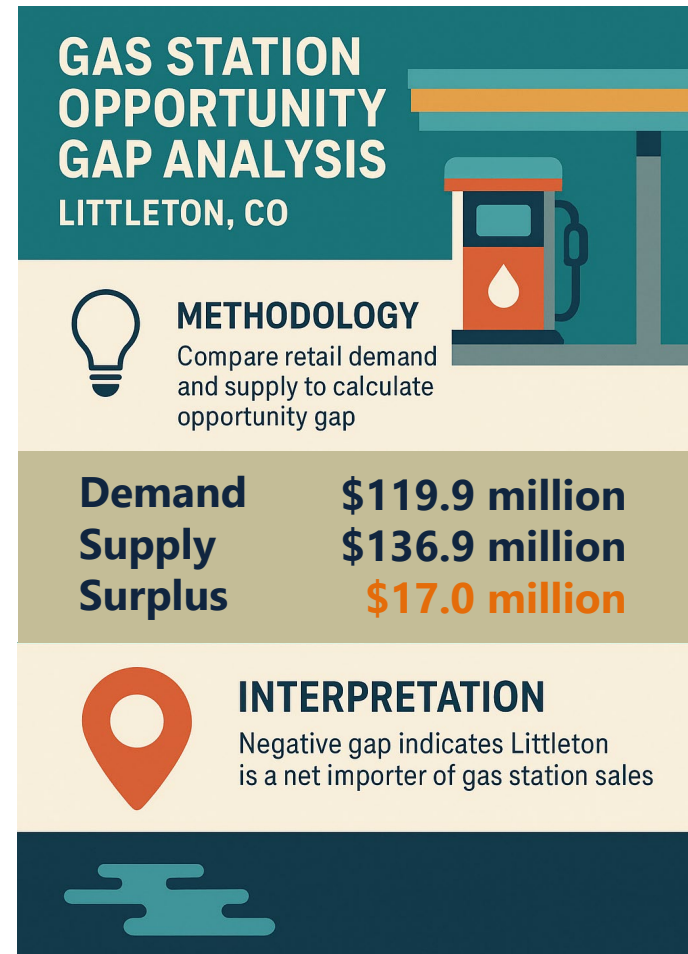 GAS STATION
OPPORTUNITY
GAP ANALYSIS
LITTLETON, CO
METHODOLOGY
Compare retail demand
and supply to calculate
opportunity gap
Demand $119.9 million
Supply $136.9 million
Surplus $17.0 million
INTERPRETATION
Negative gap indicates Littleton
is a net importer of gas station sales